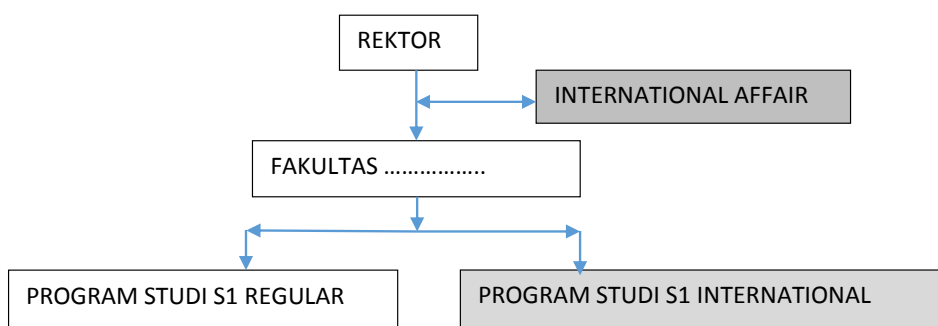 REKTOR
INTERNATIONAL AFFAIR
FAKULTAS ……………..
PROGRAM STUDI S1 REGULAR
PROGRAM STUDI S1 INTERNATIONAL